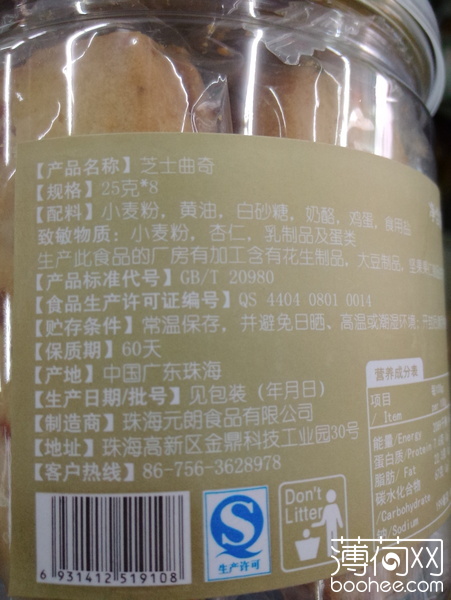 【产品名称】芝士曲奇
【规格】25克*8
【配料】小麦粉，黄油，白砂糖，奶酪，鸡蛋，食用盐
致敏物质：小麦粉，杏仁，乳制品及蛋类
生产此食品的厂房有加工含有花生制品，大豆制品，坚果
【产品标准代号】GB/T 20980
【食品生产许可证编号】QS 4404 0801 0014
【贮存条件】常温保存，并避免日晒、高温或潮湿环境；开
【保质期】60天
【产地】中国广东珠海
【生产日期/批号】见包装（年月日）
【制造商】珠海元朗食品有限公司
【地址】珠海高新区金鼎科技工业园30号
【客户热线】86-756-3628978
营养成分表
项目
/ Item
能量/Energy
蛋白质/Protein
脂肪/ Fat
碳水化合物
/Carbohydrate
钠/Sodium
6 931412 519108
QS
生产许可
Don't
Litter
薄荷网
boohee.com